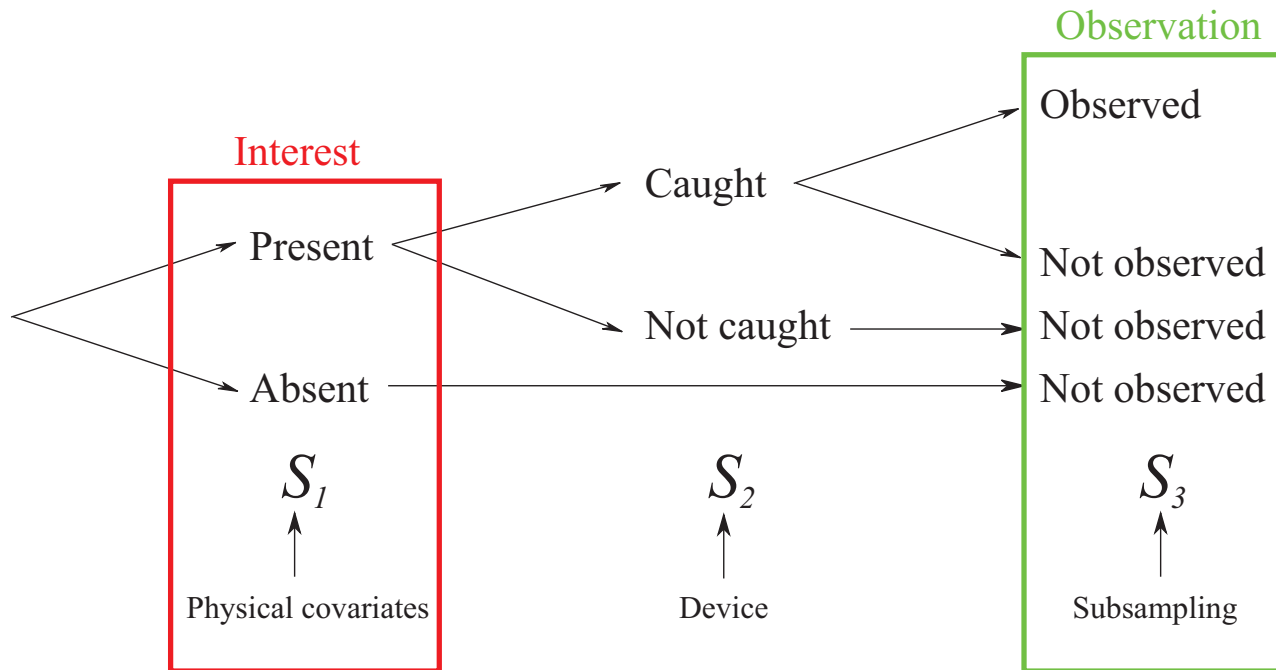 Observation
Observed
Interest
Caught
Present
Not observed
Not caught
Not observed
Absent
Not observed
S1
S2
S3
Physical covariates
Device
Subsampling